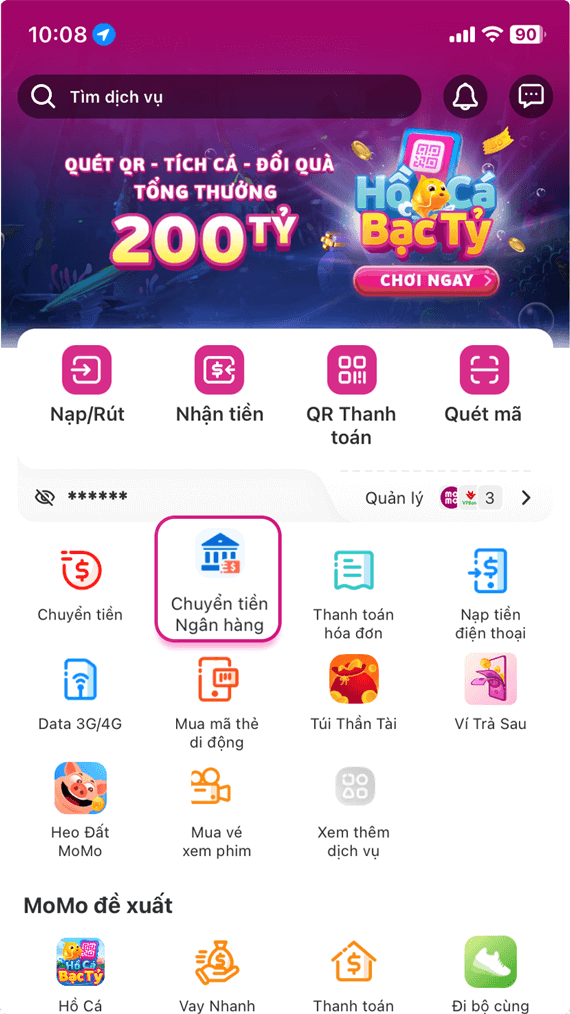 10:08
90
Tìm dịch vụ
QUÉT QR - TÍCH CÁ - ĐỔI QUÀ
TỔNG THƯỞNG
200 TỶ
Hồ Cá
Bạc Tỷ
CHƠI NGAY
Nạp/Rút
Nhận tiền
QR Thanh
toán
Quét mã
******
Quản lý
3
Chuyển tiền
Chuyển tiền
Ngân hàng
Thanh toán
hóa đơn
Nạp tiền
điện thoại
Data 3G/4G
Mua mã thẻ
di động
Túi Thần Tài
Ví Trả Sau
Heo Đất
MoMo
Mua vé
xem phim
Xem thêm
dịch vụ
MoMo đề xuất
Hồ Cá
Bạc Tỷ
Hồ Cá
Vay Nhanh
Thanh toán
Đi bộ cùng